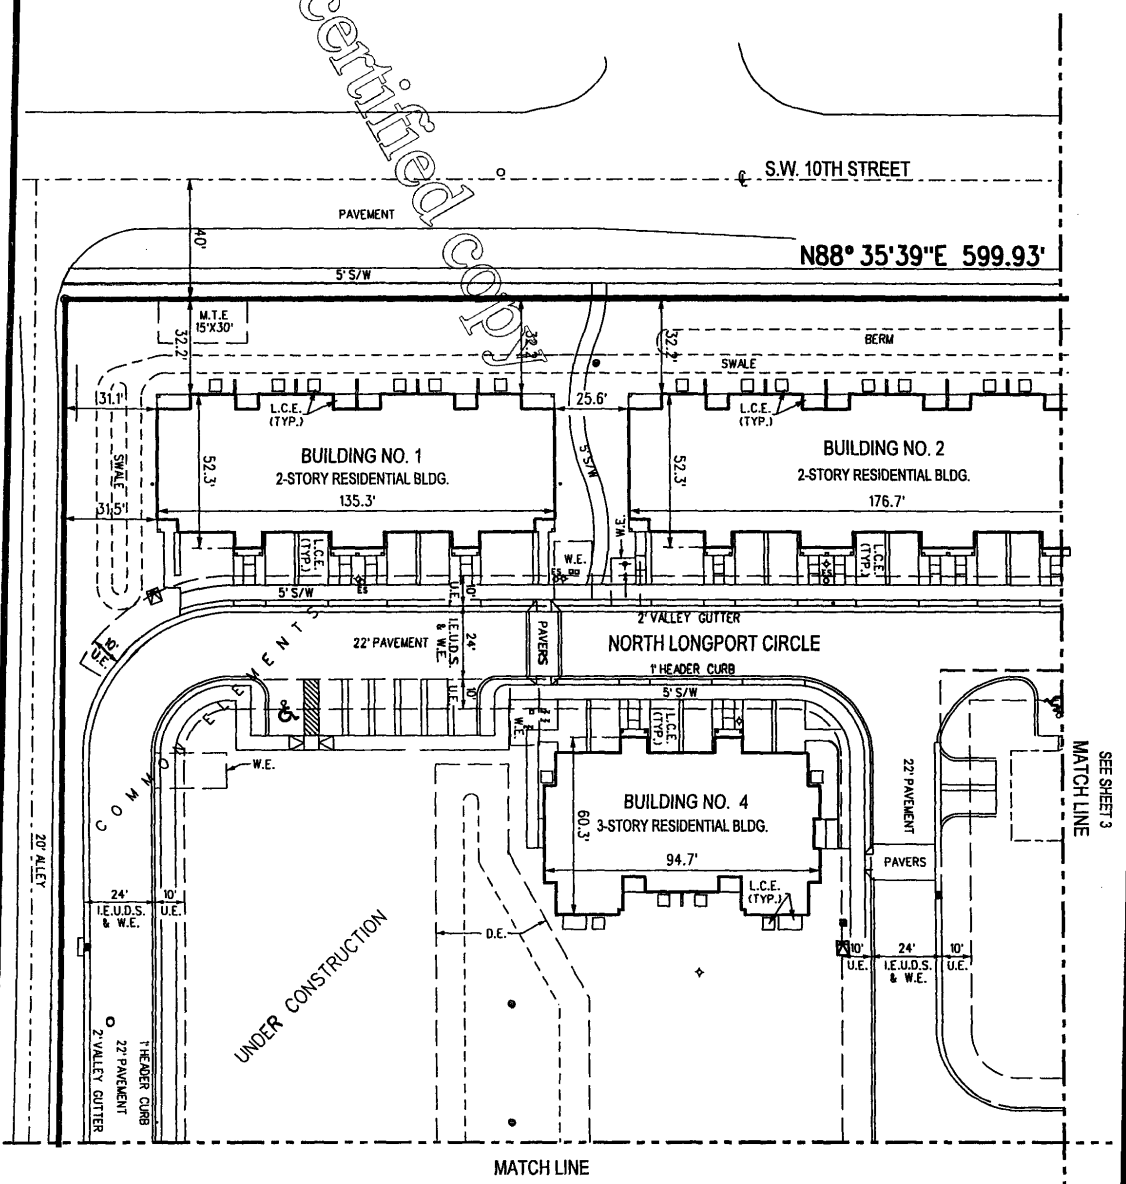 certified copy
S.W. 10TH STREET
PAVEMENT
40'
N88° 35'39"E 599.93'
5' S/W
M.T.E
15'X30'
32.2'
32.2'
32.2'
BERM
SWALE
31.1'
L.C.E.
(TYP.)
25.6'
L.C.E.
(TYP.)
BUILDING NO. 1
2-STORY RESIDENTIAL BLDG.
135.3'
52.3'
SWALE
31.5'
5' S/W
BUILDING NO. 2
2-STORY RESIDENTIAL BLDG.
176.7'
52.3'
L.C.E.
(TYP.)
W.E.
W.E.
L.C.E.
(TYP.)
ES
ES
ES
5' S/W
10'
U.E.
2' VALLEY GUTTER
NORTH LONGPORT CIRCLE
22' PAVEMENT
24'
I.E.U.D.S.
& W.E.
PAVERS
1' HEADER CURB
5' S/W
10'
U.E.
10'
U.E.
COMMON ELEMENTS
W.E.
L.C.E.
(TYP.)
W.E.
BUILDING NO. 4
3-STORY RESIDENTIAL BLDG.
94.7'
60.3'
L.C.E.
(TYP.)
22' PAVEMENT
PAVERS
SEE SHEET 3
MATCH LINE
20' ALLEY
24'
I.E.U.D.S.
& W.E.
10'
U.E.
D.E.
UNDER CONSTRUCTION
10'
U.E.
24'
I.E.U.D.S.
& W.E.
10'
U.E.
2' VALLEY GUTTER
22' PAVEMENT
1' HEADER CURB
MATCH LINE